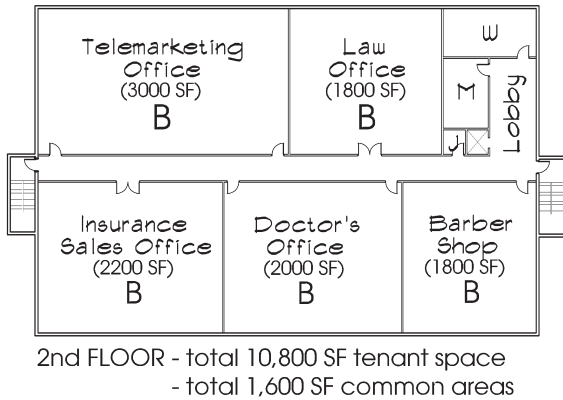 Telemarketing
Office
(3000 SF)
B
Law
Office
(1800 SF)
B
W
M
J
Lobby
Insurance
Sales Office
(2200 SF)
B
Doctor's
Office
(2000 SF)
B
Barber
Shop
(1800 SF)
B
2nd FLOOR - total 10,800 SF tenant space
- total 1,600 SF common areas